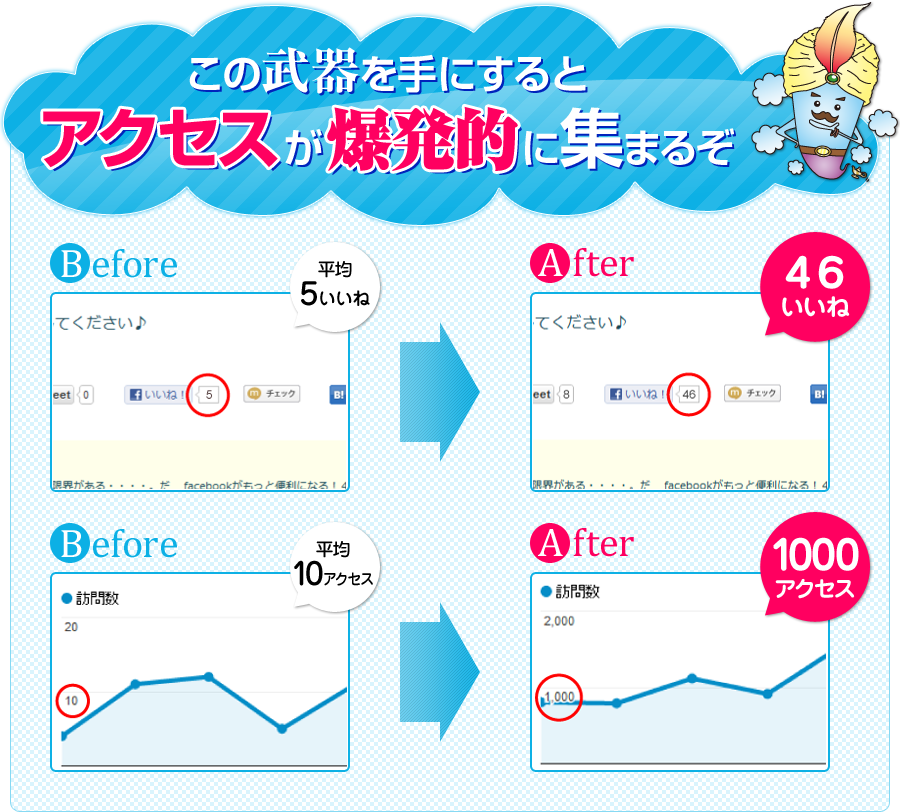 この武器を手にすると
アクセスが爆発的に集まるぞ
Before
平均
5いいね
After
46
いいね
てください♪
eet 0 いいね! 5 チェック B!
限界がある・・・・。だ facebookがもっと便利になる!4
てください♪
eet 8 いいね! 46 チェック B!
限界がある・・・・。だ facebookがもっと便利になる!4
Before
平均
10アクセス
After
1000
アクセス
訪問数
20
10
訪問数
2,000
1,000